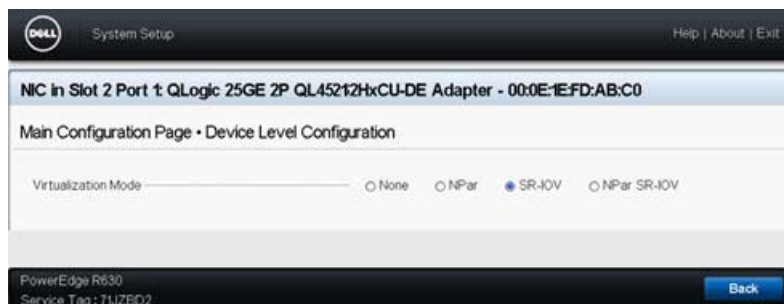 DELL
System Setup
Help | About | Exit
NIC in Slot 2 Port 1: QLogic 25GE 2P QL45212HxCU-DE Adapter - 00:0E:1E:FD:AB:C0
Main Configuration Page • Device Level Configuration
Virtualization Mode
None
NPar
SR-IOV
NPar SR-IOV
PowerEdge R630
Service Tag : 71JZBD2
Back